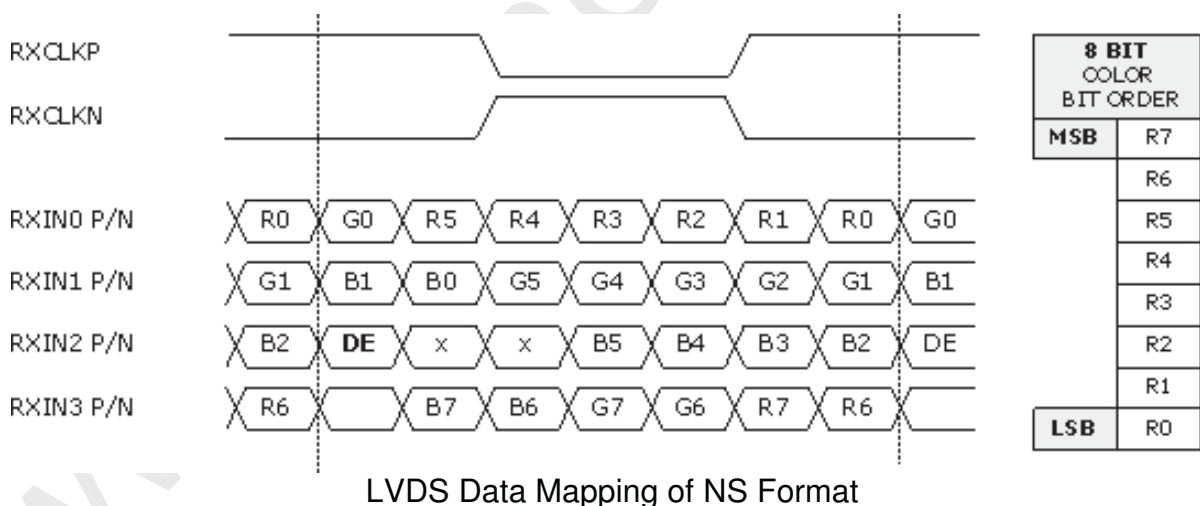 RXCLKP
RXCLKN
RXIN0 P/N R0 G0 R5 R4 R3 R2 R1 R0 G0
RXIN1 P/N G1 B1 B0 G5 G4 G3 G2 G1 B1
RXIN2 P/N B2 DE x x B5 B4 B3 B2 DE
RXIN3 P/N R6 B7 B6 G7 G6 R7 R6
8 BIT
COLOR
BIT ORDER
MSB R7
R6
R5
R4
R3
R2
R1
LSB R0
LVDS Data Mapping of NS Format